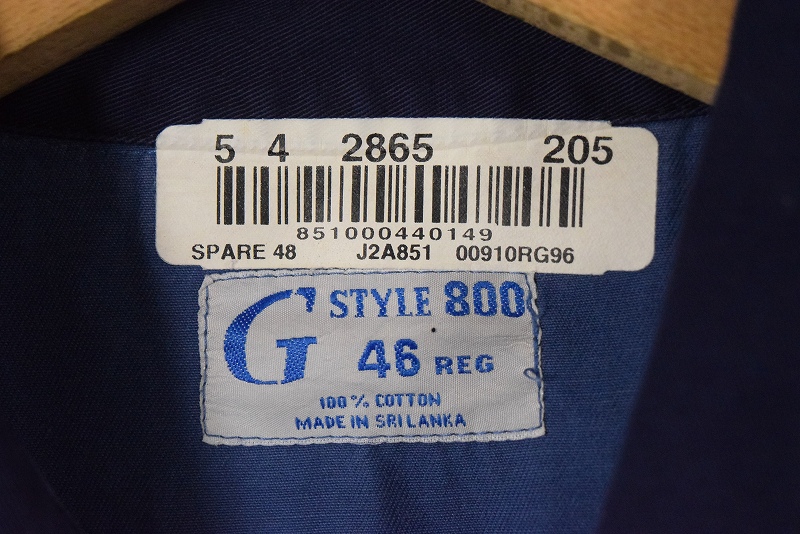 5 4 2865 205
851000440149
SPARE 48 J2A851 00910RG96
G STYLE 800
46 REG
100% COTTON
MADE IN SRI LANKA